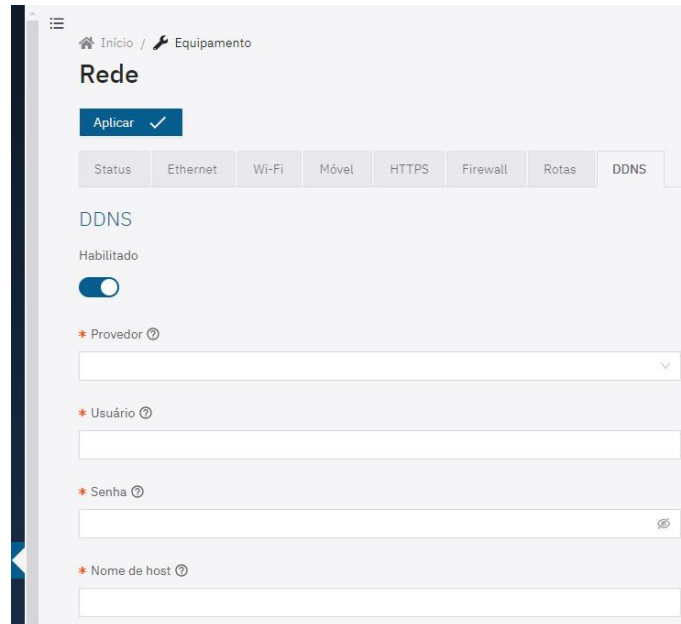 Início / Equipamento
Rede
Aplicar
Status Ethernet Wi-Fi Móvel HTTPS Firewall Rotas DDNS
DDNS
Habilitado
* Provedor
* Usuário
* Senha
* Nome de host